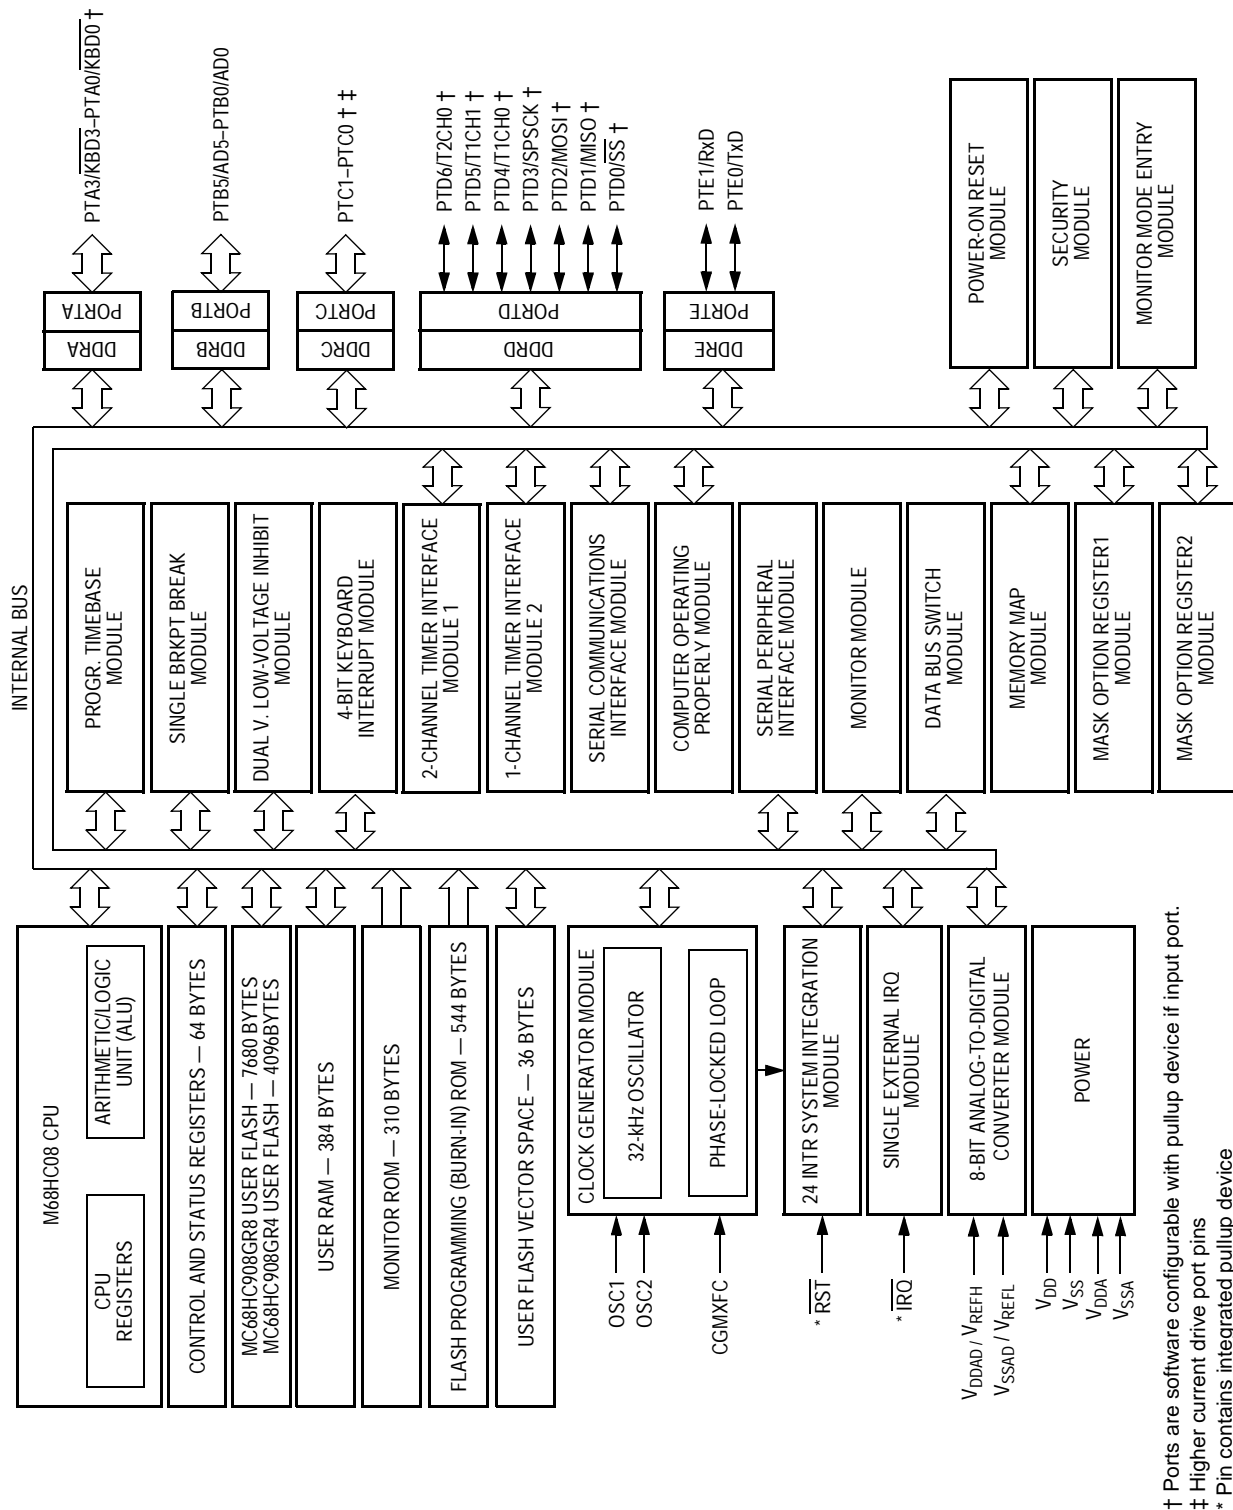 INTERNAL BUS
M68HC08 CPU
CPU
REGISTERS
ARITHMETIC/LOGIC
UNIT (ALU)
CONTROL AND STATUS REGISTERS — 64 BYTES
MC68HC908GR8 USER FLASH — 7680 BYTES
MC68HC908GR4 USER FLASH — 4096BYTES
USER RAM — 384 BYTES
MONITOR ROM — 310 BYTES
FLASH PROGRAMMING (BURN-IN) ROM — 544 BYTES
USER FLASH VECTOR SPACE — 36 BYTES
CLOCK GENERATOR MODULE
32-kHz OSCILLATOR
PHASE-LOCKED LOOP
OSC1
OSC2
CGMXFC
24 INTR SYSTEM INTEGRATION
MODULE
* RST
SINGLE EXTERNAL IRQ
MODULE
* IRQ
8-BIT ANALOG-TO-DIGITAL
CONVERTER MODULE
VDDAD / VREFH
VSSAD / VREFL
POWER
VDD
VSS
VDDA
VSSA
PROGR. TIMEBASE
MODULE
SINGLE BRKPT BREAK
MODULE
DUAL V. LOW-VOLTAGE INHIBIT
MODULE
4-BIT KEYBOARD
INTERRUPT MODULE
2-CHANNEL TIMER INTERFACE
MODULE 1
1-CHANNEL TIMER INTERFACE
MODULE 2
SERIAL COMMUNICATIONS
INTERFACE MODULE
COMPUTER OPERATING
PROPERLY MODULE
SERIAL PERIPHERAL
INTERFACE MODULE
MONITOR MODULE
DATA BUS SWITCH
MODULE
MEMORY MAP
MODULE
MASK OPTION REGISTER1
MODULE
MASK OPTION REGISTER2
MODULE
DDRA
PORTA
PTA3/KBD3–PTA0/KBD0 †
DDRB
PORTB
PTB5/AD5–PTB0/AD0
DDRC
PORTC
PTC1–PTC0 † ‡
DDRD
PORTD
PTD6/T2CH0 †
PTD5/T1CH1 †
PTD4/T1CH0 †
PTD3/SPSCK †
PTD2/MOSI †
PTD1/MISO †
PTD0/SS †
DDRE
PORTE
PTE1/RxD
PTE0/TxD
POWER-ON RESET
MODULE
SECURITY
MODULE
MONITOR MODE ENTRY
MODULE
† Ports are software configurable with pullup device if input port.
‡ Higher current drive port pins
* Pin contains integrated pullup device